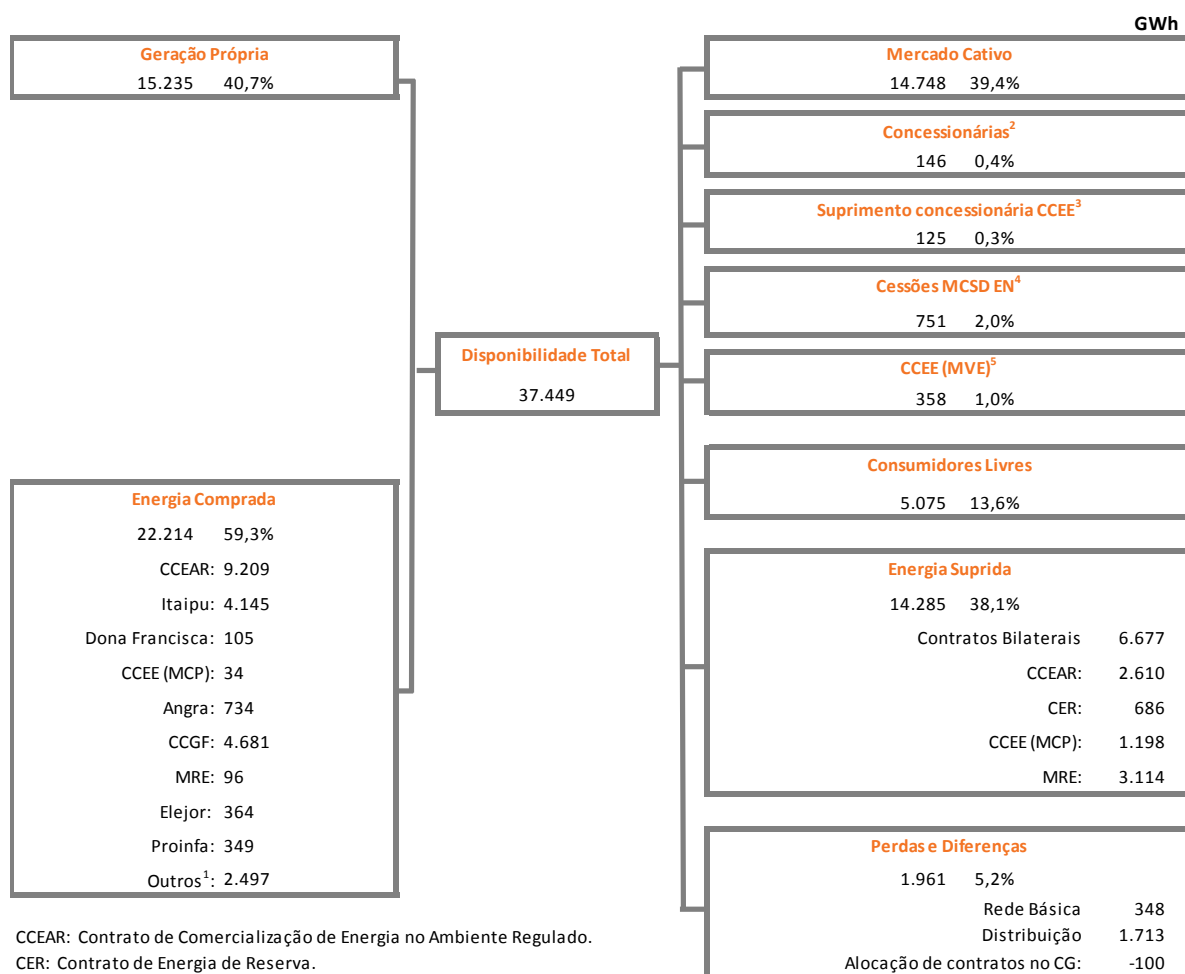 GWh
Geração Própria
15.235 40,7%
Energia Comprada
22.214 59,3%
CCEAR: 9.209
Itaipu: 4.145
Dona Francisca: 105
CCEE (MCP): 34
Angra: 734
CCGF: 4.681
MRE: 96
Elejor: 364
Proinfa: 349
Outros¹: 2.497
Disponibilidade Total
37.449
Mercado Cativo
14.748 39,4%
Concessionárias²
146 0,4%
Suprimento concessionária CCEE³
125 0,3%
Cessões MCSD EN⁴
751 2,0%
CCEE (MVE)⁵
358 1,0%
Consumidores Livres
5.075 13,6%
Energia Suprida
14.285 38,1%
Contratos Bilaterais 6.677
CCEAR: 2.610
CER: 686
CCEE (MCP): 1.198
MRE: 3.114
Perdas e Diferenças
1.961 5,2%
Rede Básica 348
Distribuição 1.713
Alocação de contratos no CG: -100
CCEAR: Contrato de Comercialização de Energia no Ambiente Regulado.
CER: Contrato de Energia de Reserva.